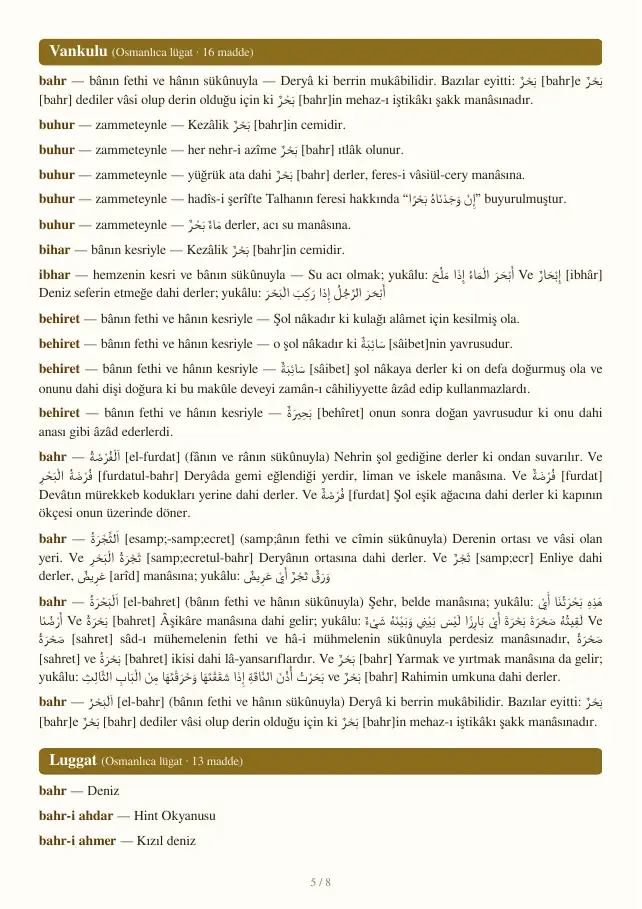 Vankulu (Osmanlıca lügat · 16 madde)
bahr — bânın fethi ve hânın sükûnuyla — Deryâ ki berrin mukâbilidir. Bazılar eyitti: بَحْرٌ [bahr]e بَحْرٌ
[bahr] dediler vâsi olup derin olduğu için ki بَحْرٌ [bahr]in mehaz-ı iştikâkı şakk manâsınadır.
buhur — zammeteynle — Kezâlik بَحْرٌ [bahr]in cemidir.
buhur — zammeteynle — her nehr-i azîme بَحْرٌ [bahr] ıtlâk olunur.
buhur — zammeteynle — yüğrük ata dahi بَحْرٌ [bahr] derler, feres-i vâsiül-cery manâsına.
buhur — zammeteynle — hadîs-i şerîfte Talhanın feresi hakkında “إِنْ وَجَدْنَاهُ بَحْرًا” buyurulmuştur.
buhur — zammeteynle — مَاءٌ بَحْرٌ derler, acı su manâsına.
bihar — bânın kesriyle — Kezâlik بَحْرٌ [bahr]in cemidir.
ibhar — hemzenin kesri ve bânın sükûnuyla — Su acı olmak; yukâlu: أَبْحَرَ الْمَاءُ إِذَا مَلُحَ Ve إِبْحَارٌ [ibhâr]
Deniz seferin etmeğe dahi derler; yukâlu: أَبْحَرَ الرَّجُلُ إِذَا رَكِبَ الْبَحْرَ
behiret — bânın fethi ve hânın kesriyle — Şol nâkadır ki kulağı alâmet için kesilmiş ola.
behiret — bânın fethi ve hânın kesriyle — o şol nâkadır ki سَائِبَةٌ [sâibet]nin yavrusudur.
behiret — bânın fethi ve hânın kesriyle — سَائِبَةٌ [sâibet] şol nâkaya derler ki on defa doğurmuş ola ve
onunu dahi dişi doğura ki bu makûle deveyi zamân-ı câhiliyyette âzâd edip kullanmazlardı.
behiret — bânın fethi ve hânın kesriyle — بَحِيرَةٌ [behîret] onun sonra doğan yavrusudur ki onu dahi
anası gibi âzâd ederlerdi.
bahr — اَلْفُرْضَةُ [el-furdat] (fânın ve rânın sükûnuyla) Nehrin şol gediğine derler ki ondan suvarılır. Ve
فُرْضَةُ الْبَحْرِ [furdatul-bahr] Deryâda gemi eğlendiği yerdir, liman ve iskele manâsına. Ve فُرْضَةٌ [furdat]
Devâtın mürekkeb kodukları yerine dahi derler. Ve فُرْضَةٌ [furdat] Şol eşik ağacına dahi derler ki kapının
ökçesi onun üzerinde döner.
bahr — اَلثَّجْرَةُ [esamp;-samp;ecret] (samp;ânın fethi ve cîmin sükûnuyla) Derenin ortası ve vâsi olan
yeri. Ve ثَجْرَةُ الْبَحْرِ [samp;ecretul-bahr] Deryânın ortasına dahi derler. Ve ثَجْرٌ [samp;ecr] Enliye dahi
derler, عَرِيضٌ [arîd] manâsına; yukâlu: وَرَقٌ ثَجْرٌ أَيْ عَرِيضٌ
bahr — اَلْبَحْرَةُ [el-bahret] (bânın fethi ve hânın sükûnuyla) Şehr, belde manâsına; yukâlu: هَذِهِ بَحْرَتُنَا أَيْ
أَرْضُنَا Ve بَحْرَةٌ [bahret] Âşikâre manâsına dahi gelir; yukâlu: لَقِيتُهُ صَحْرَةَ بَحْرَةَ أَيْ بَارِزًا لَيْسَ بَيْنِي وَبَيْنَهُ شَيْءٌ Ve
صَحْرَةُ [sahret] sâd-ı mühemelenin fethi ve hâ-i mühmelenin sükûnuyla perdesiz manâsınadır, صَحْرَةُ
[sahret] ve بَحْرَةُ [bahret] ikisi dahi lâ-yansariflardır. Ve بَحْرٌ [bahr] Yarmak ve yırtmak manâsına da gelir;
yukâlu: بَحَرْتُ أُذُنَ النَّاقَةِ إِذَا شَقَقْتَهَا وَخَرَقْتَهَا مِنَ الْبَابِ الثَّالِثِ ve بَحْرٌ [bahr] Rahimin umkuna dahi derler.
bahr — اَلْبَحْرُ [el-bahr] (bânın fethi ve hânın sükûnuyla) Deryâ ki berrin mukâbilidir. Bazılar eyitti: بَحْرٌ
[bahr]e بَحْرٌ [bahr] dediler vâsi olup derin olduğu için ki بَحْرٌ [bahr]in mehaz-ı iştikâkı şakk manâsınadır.
Luggat (Osmanlıca lügat · 13 madde)
bahr — Deniz
bahr-i ahdar — Hint Okyanusu
bahr-i ahmer — Kızıl deniz
5 / 8